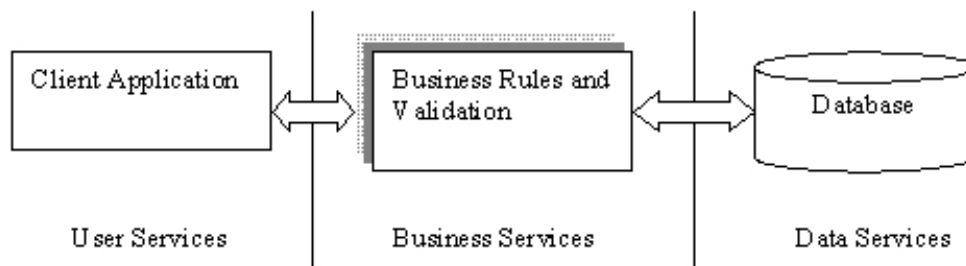 Client Application
Business Rules and
Validation
Database
User Services
Business Services
Data Services